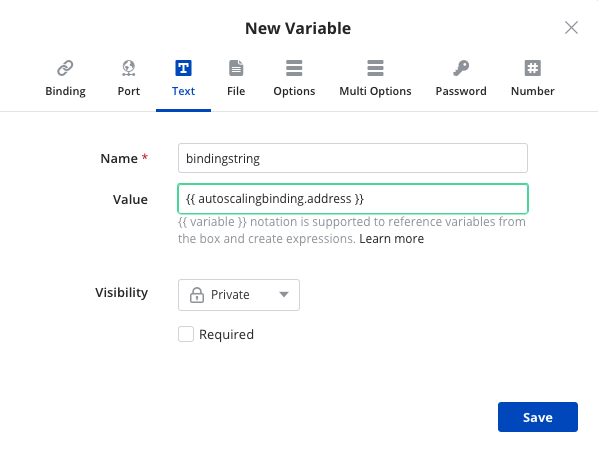 New Variable
Binding Port Text File Options Multi Options Password Number
Name *
bindingstring
Value
{{ autoscalingbinding.address }}
{{ variable }} notation is supported to reference variables from
the box and create expressions. Learn more
Visibility
Private
Required
Save